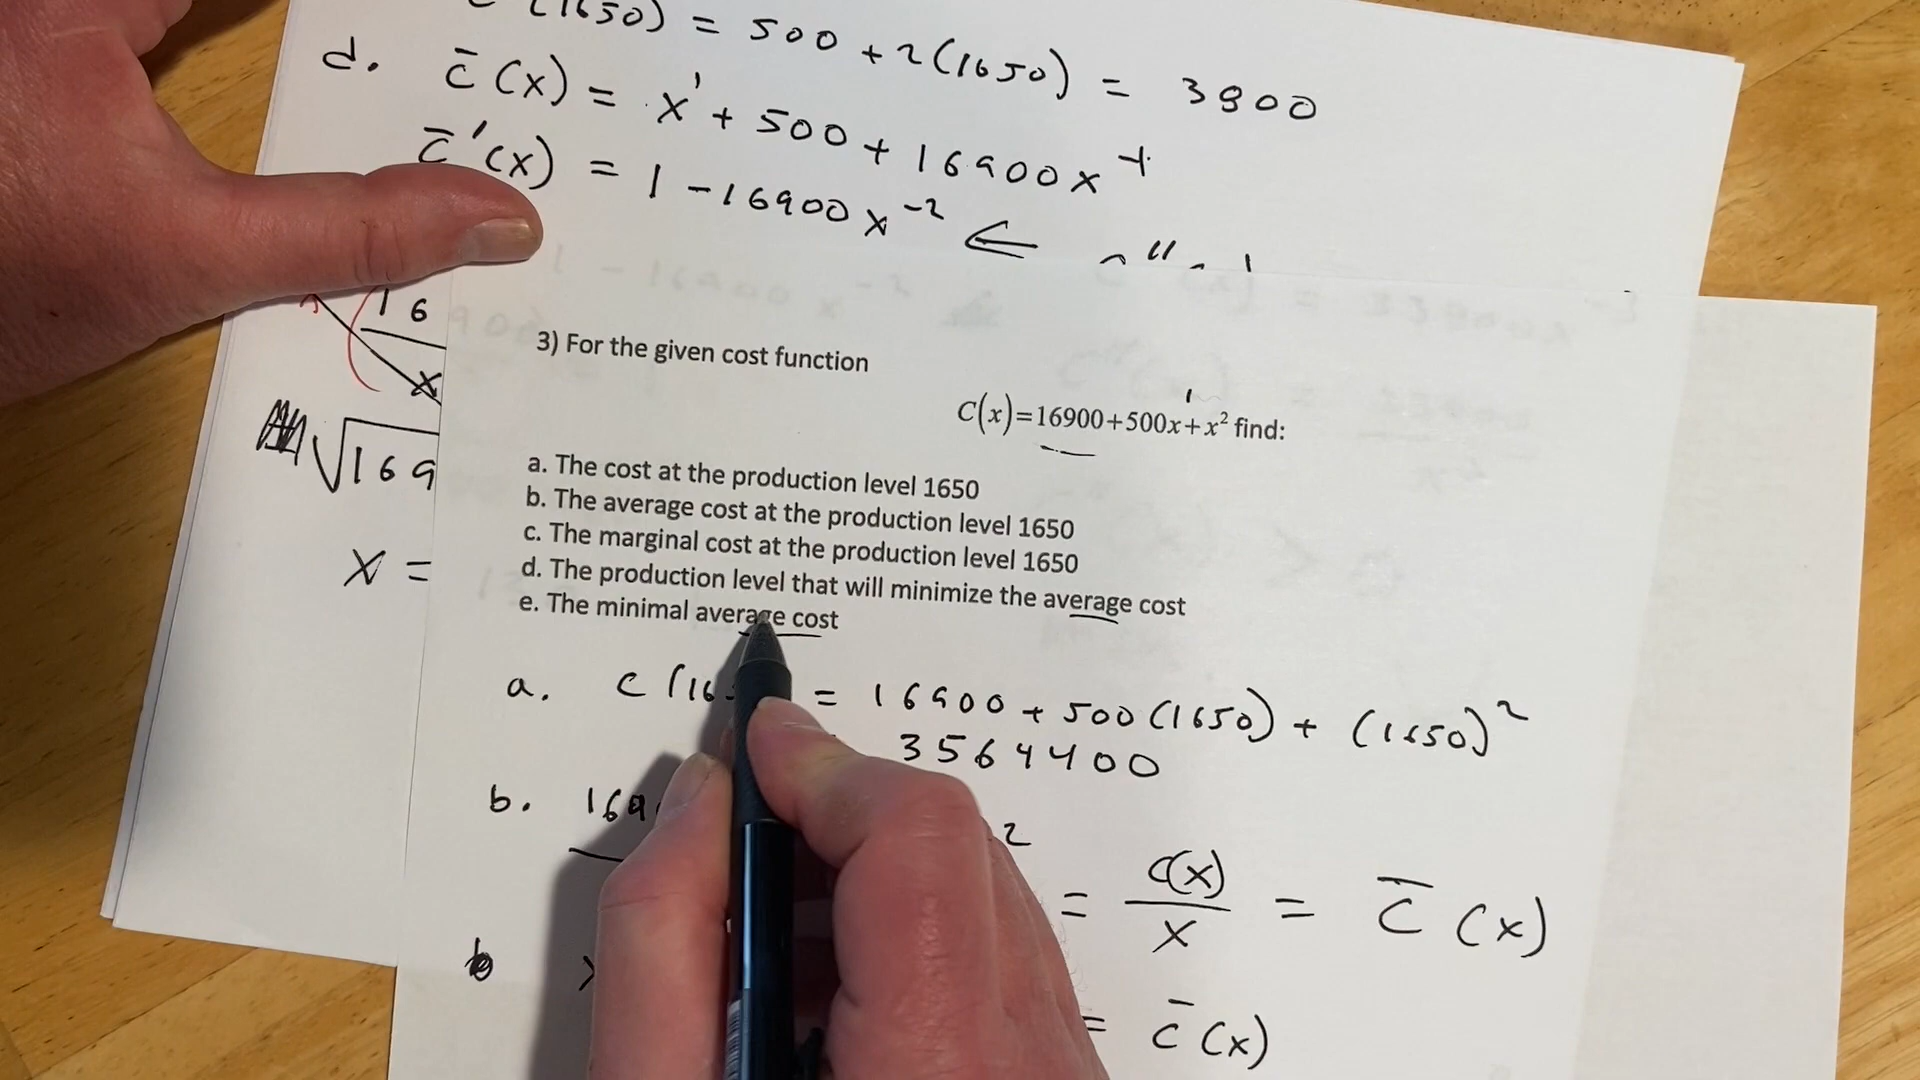 (1650) = 500 + 2(1650) = 3800
d. c̄(x) = x¹ + 500 + 16900x⁻¹
c̄'(x) = 1 - 16900x⁻² ⇐
16
x
√169
x =
3) For the given cost function
C(x)=16900+500x+x² find:
a. The cost at the production level 1650
b. The average cost at the production level 1650
c. The marginal cost at the production level 1650
d. The production level that will minimize the average cost
e. The minimal average cost
a. C(16 = 16900 + 500(1650) + (1650)²
3564400
b. 169 2 = C(x)/x = c̄(x)
b = c̄(x)